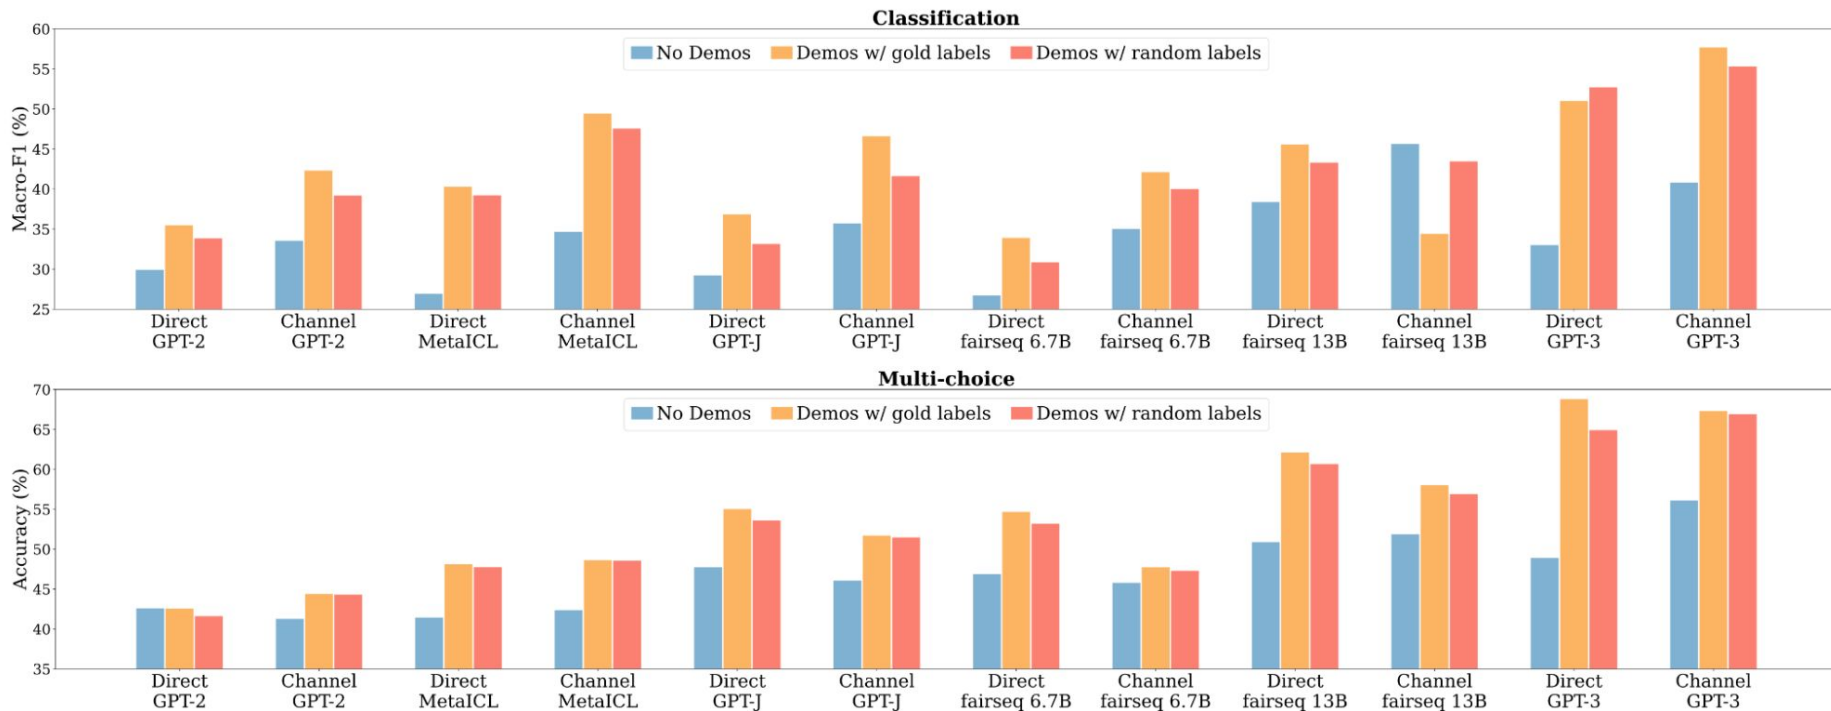 Classification
No Demos Demos w/ gold labels Demos w/ random labels
Macro-F1 (%)
60
55
50
45
40
35
30
25
Direct GPT-2
Channel GPT-2
Direct MetaICL
Channel MetaICL
Direct GPT-J
Channel GPT-J
Direct fairseq 6.7B
Channel fairseq 6.7B
Direct fairseq 13B
Channel fairseq 13B
Direct GPT-3
Channel GPT-3
Multi-choice
No Demos Demos w/ gold labels Demos w/ random labels
Accuracy (%)
70
65
60
55
50
45
40
35
Direct GPT-2
Channel GPT-2
Direct MetaICL
Channel MetaICL
Direct GPT-J
Channel GPT-J
Direct fairseq 6.7B
Channel fairseq 6.7B
Direct fairseq 13B
Channel fairseq 13B
Direct GPT-3
Channel GPT-3